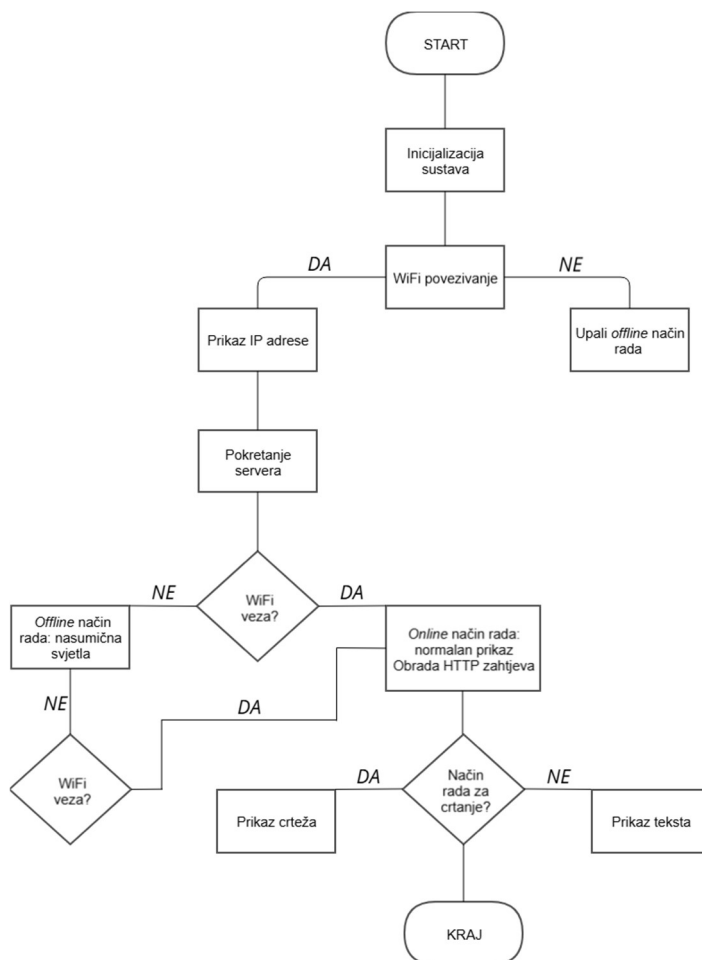 START
Inicijalizacija
sustava
WiFi povezivanje
DA
NE
Prikaz IP adrese
Upali offline način
rada
Pokretanje
servera
WiFi
veza?
NE
DA
Offline način
rada: nasumična
svjetla
Online način rada:
normalan prikaz
Obrada HTTP zahtjeva
NE
DA
WiFi
veza?
Način
rada za
crtanje?
DA
NE
Prikaz crteža
Prikaz teksta
KRAJ